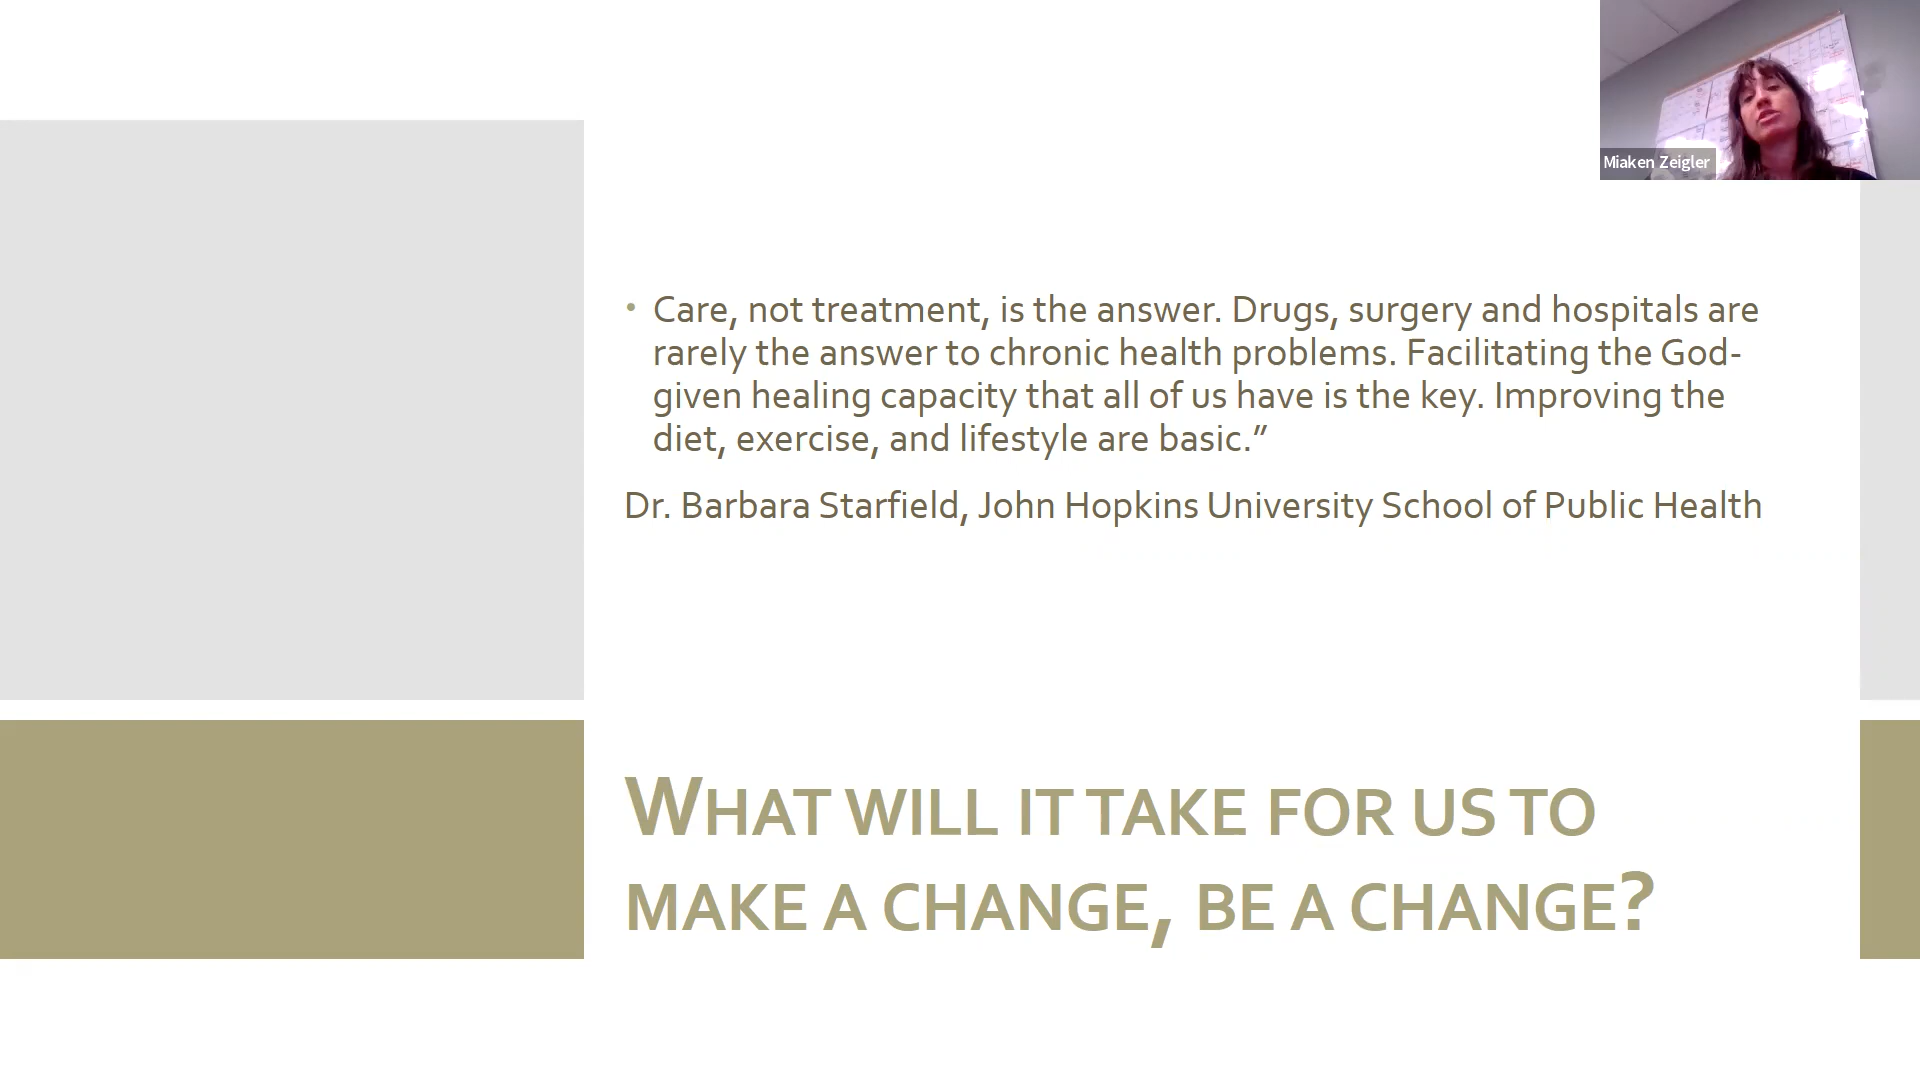 Miaken Zeigler
• Care, not treatment, is the answer. Drugs, surgery and hospitals are
rarely the answer to chronic health problems. Facilitating the God-
given healing capacity that all of us have is the key. Improving the
diet, exercise, and lifestyle are basic.”
Dr. Barbara Starfield, John Hopkins University School of Public Health
WHAT WILL IT TAKE FOR US TO
MAKE A CHANGE, BE A CHANGE?